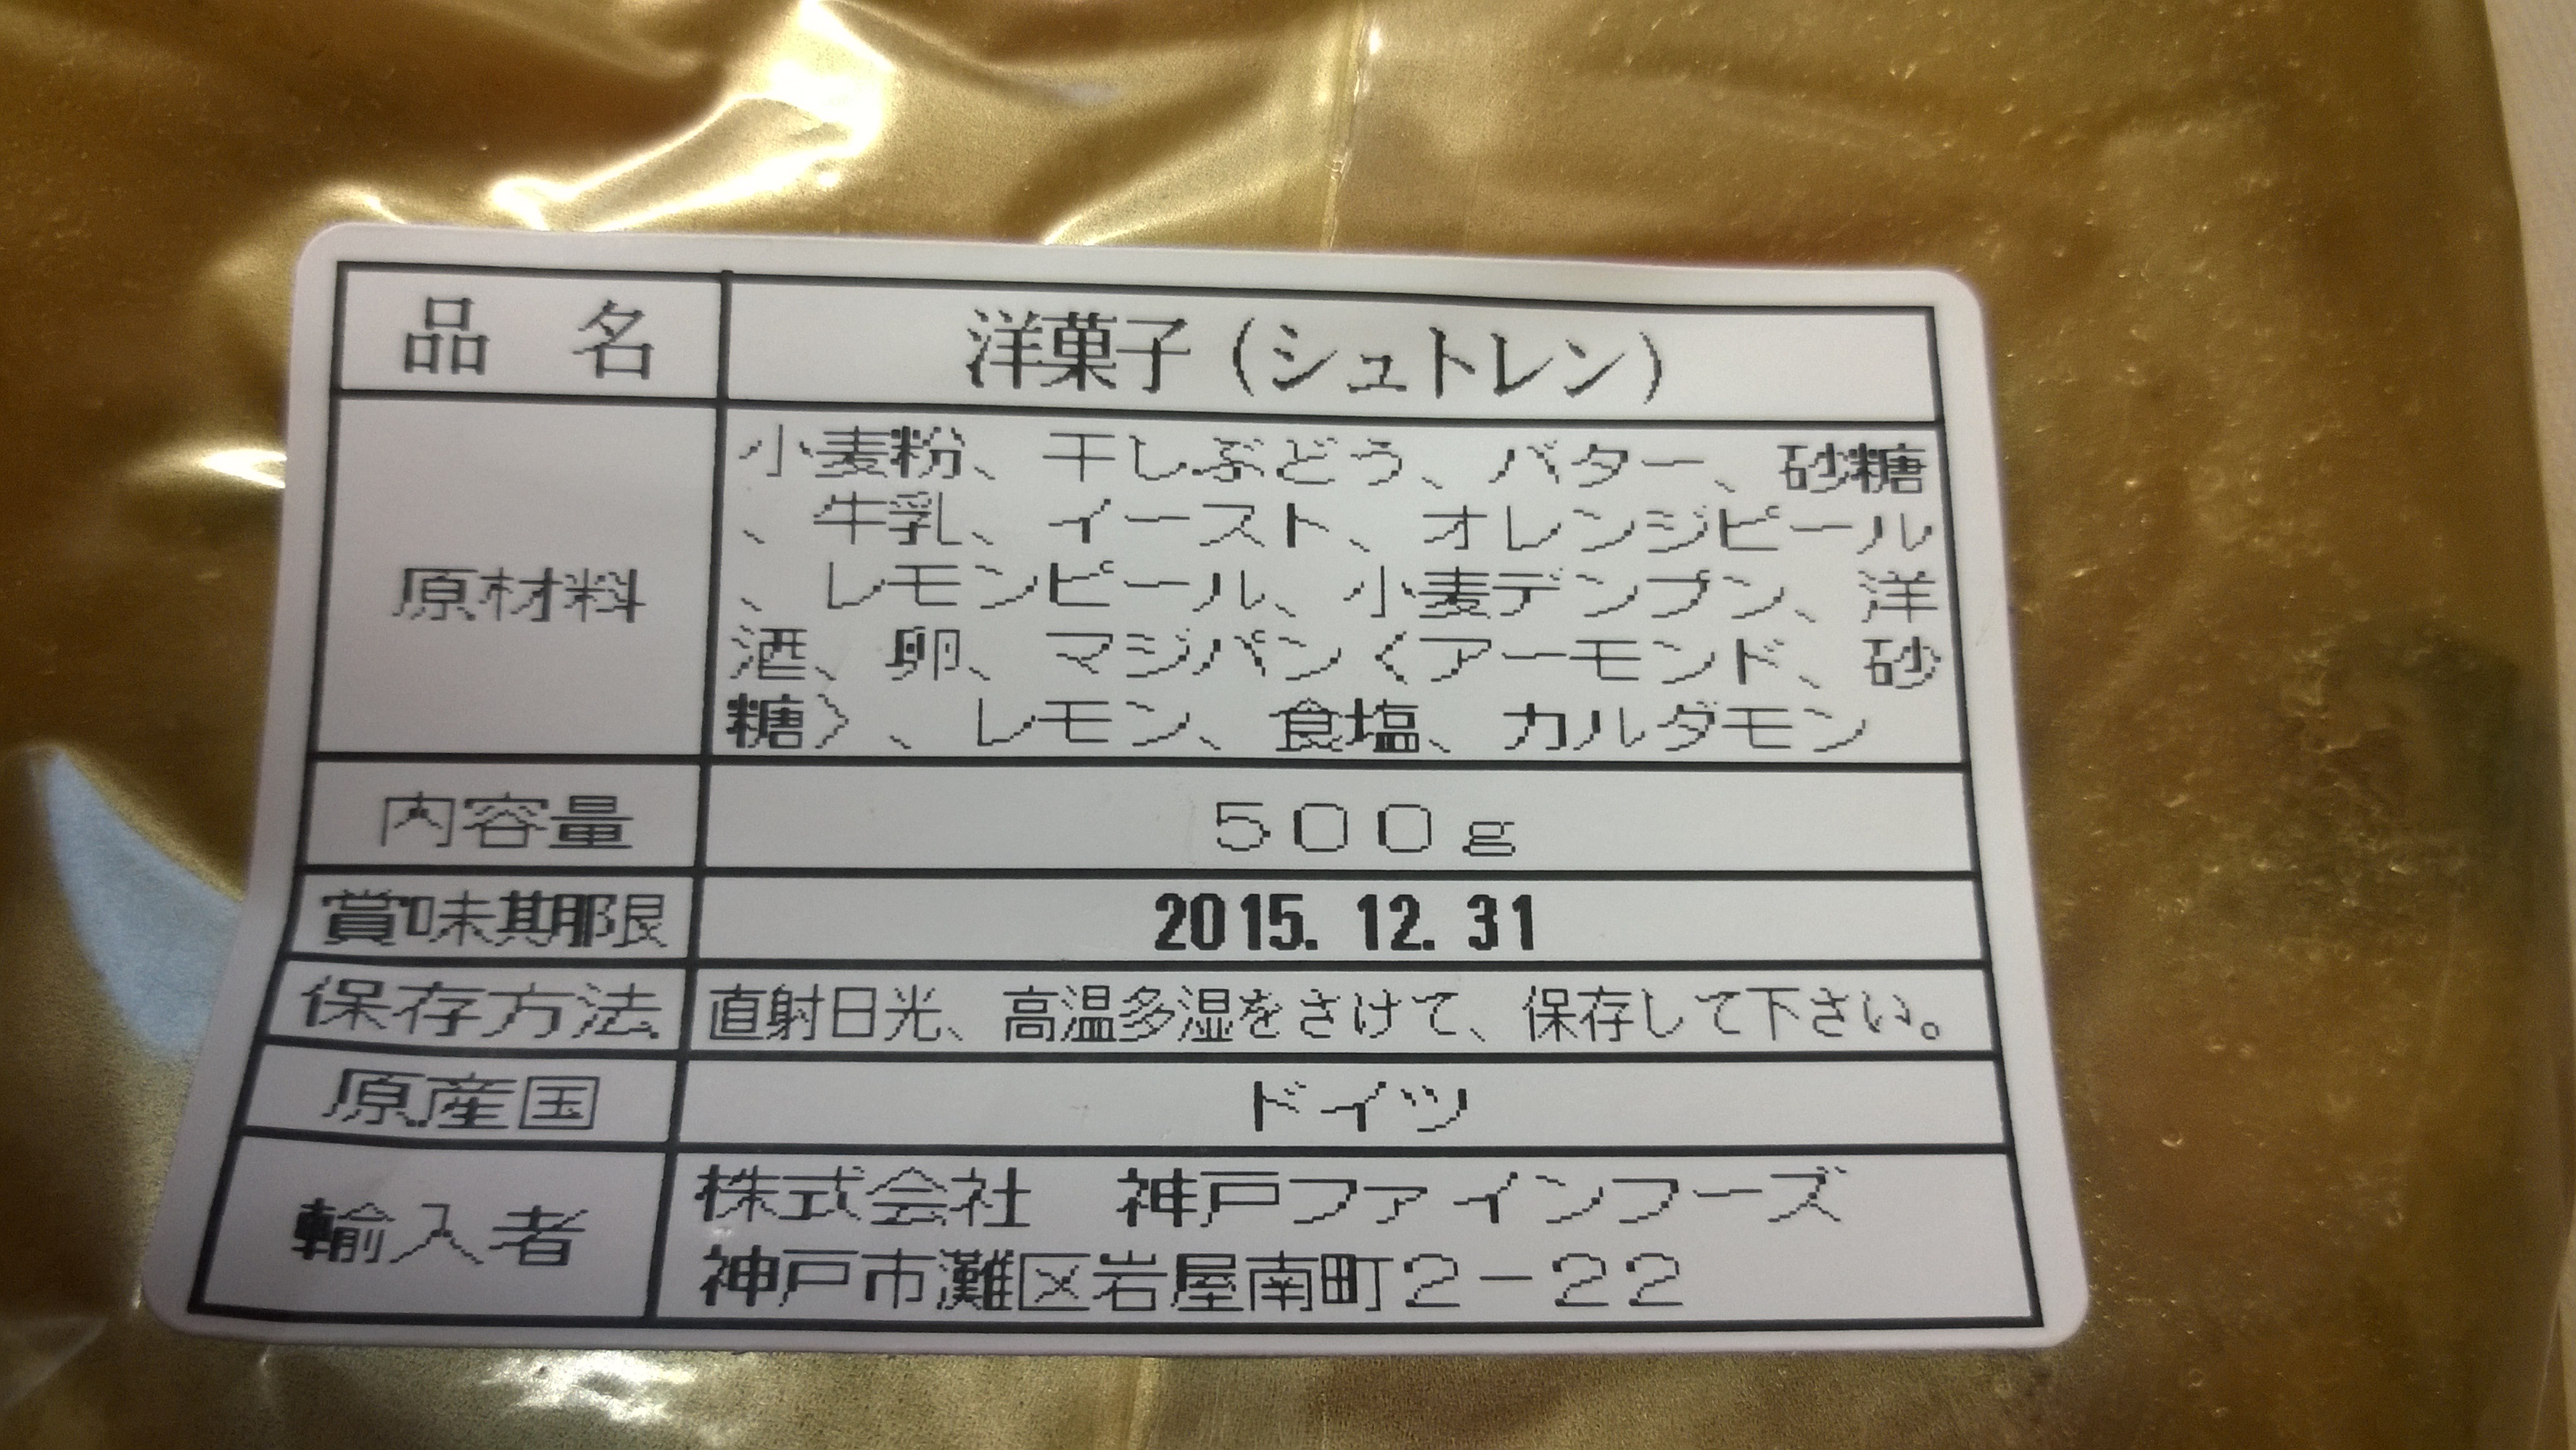 品　名
洋菓子（シュトレン）
原材料
小麦粉、干しぶどう、バター、砂糖
、牛乳、イースト、オレンジピール
、レモンピール、小麦デンプン、洋
酒、卵、マジパン〈アーモンド、砂
糖〉、レモン、食塩、カルダモン
内容量
５００ｇ
賞味期限
2015. 12. 31
保存方法
直射日光、高温多湿をさけて、保存して下さい。
原産国
ドイツ
輸入者
株式会社　神戸ファインフーズ
神戸市灘区岩屋南町２－２２